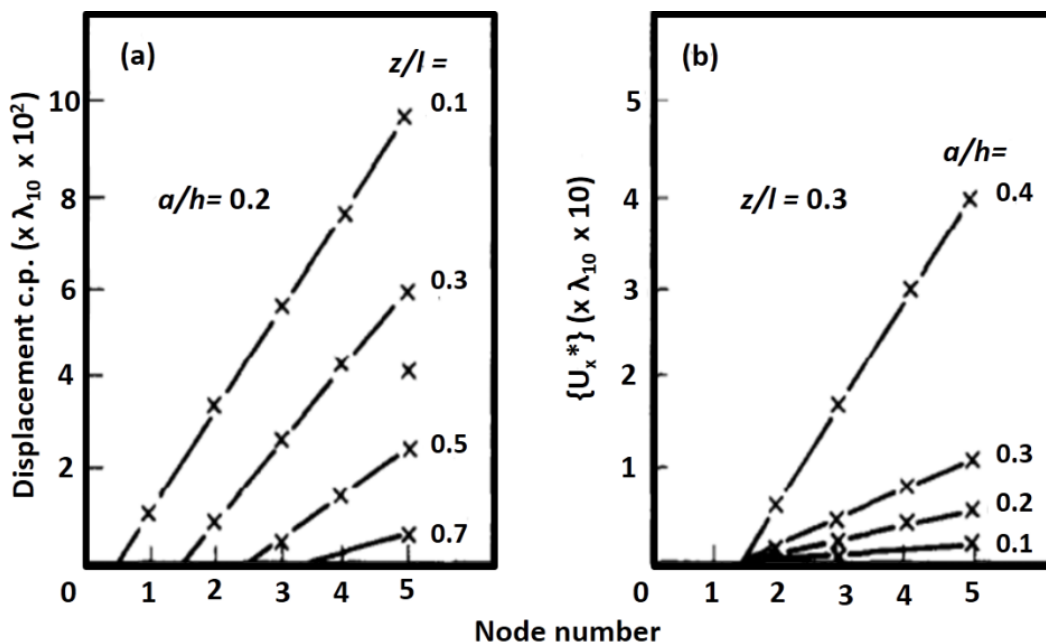 (a)
z/l =
0.1
a/h= 0.2
0.3
0.5
0.7
10
8
6
4
2
0
1 2 3 4 5
Displacement c.p. (x λ₁₀ x 10²)
(b)
a/h=
0.4
z/l = 0.3
0.3
0.2
0.1
5
4
3
2
1
0
1 2 3 4 5
{Uₓ*} (x λ₁₀ x 10)
Node number